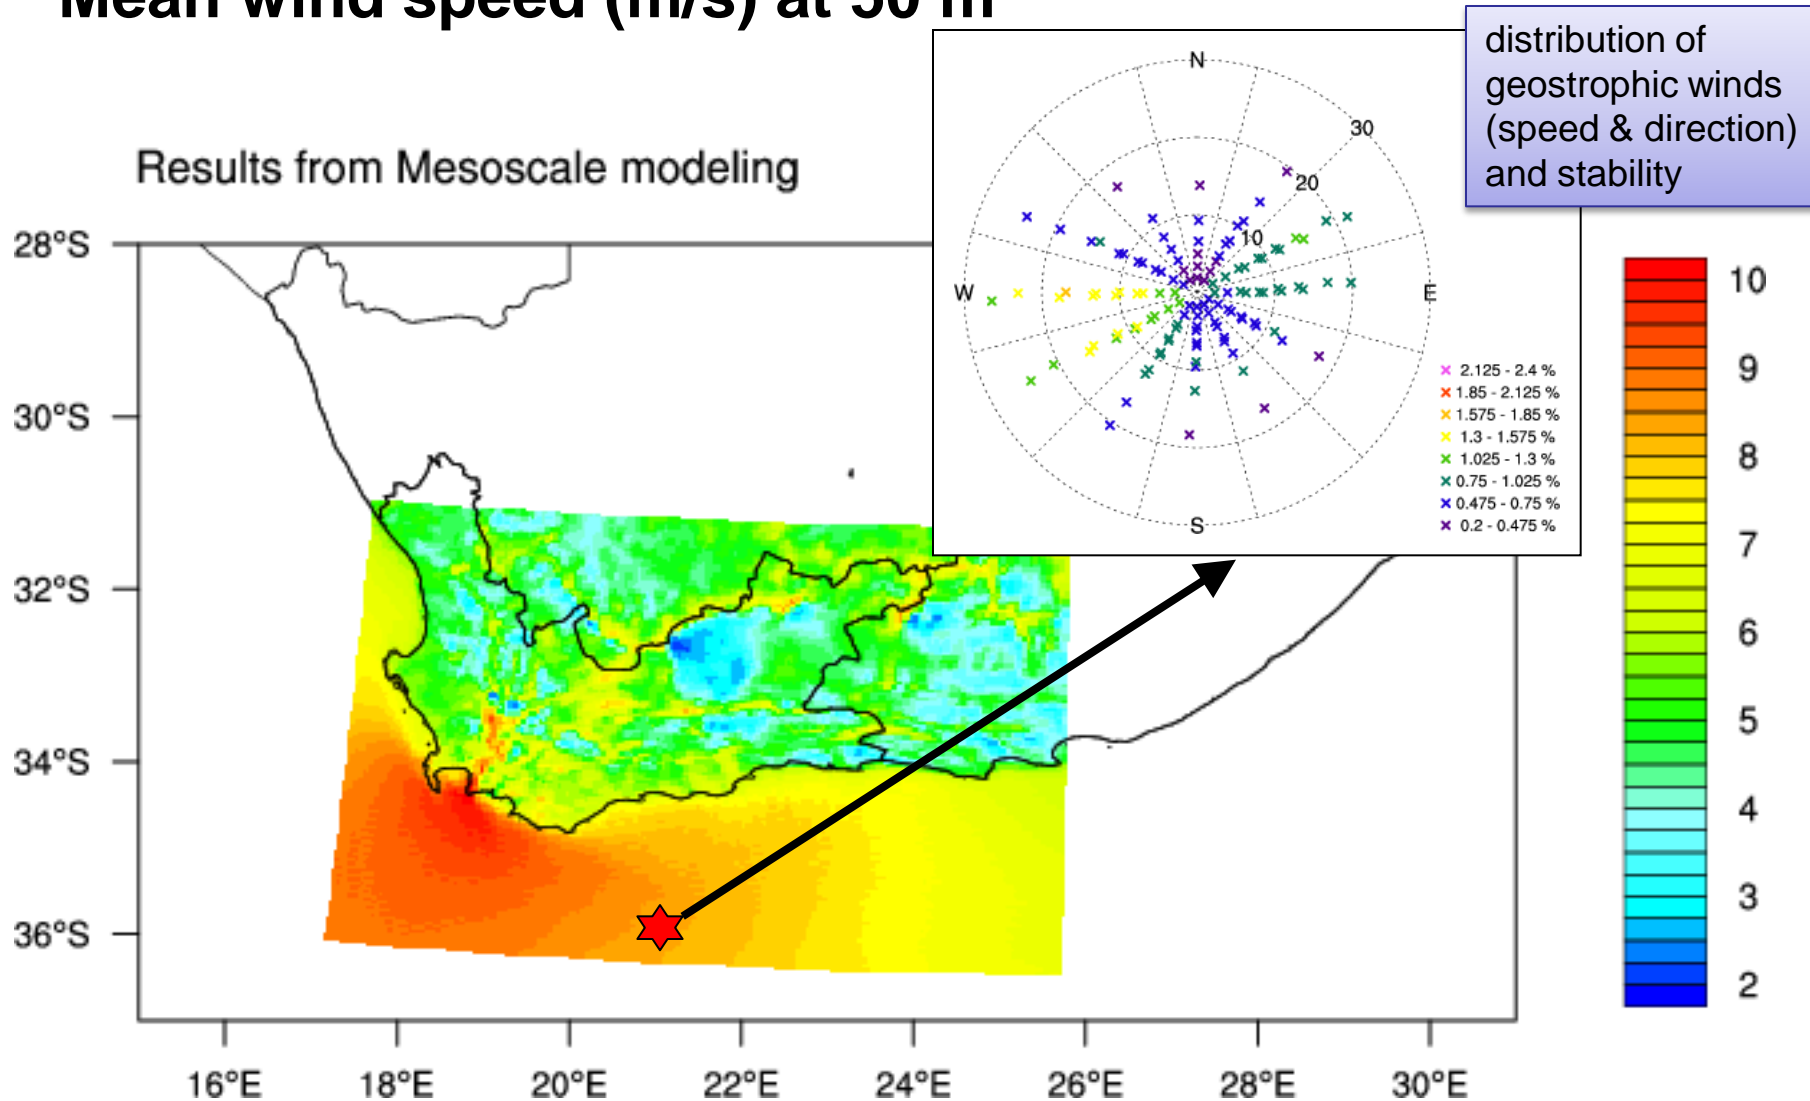 Mean wind speed (m/s) at 50 m
distribution of
geostrophic winds
(speed & direction)
and stability
Results from Mesoscale modeling
N
30
20
10
W
E
S
2.125 - 2.4 %
1.85 - 2.125 %
1.575 - 1.85 %
1.3 - 1.575 %
1.025 - 1.3 %
0.75 - 1.025 %
0.475 - 0.75 %
0.2 - 0.475 %
28°S
30°S
32°S
34°S
36°S
16°E 18°E 20°E 22°E 24°E 26°E 28°E 30°E
10
9
8
7
6
5
4
3
2